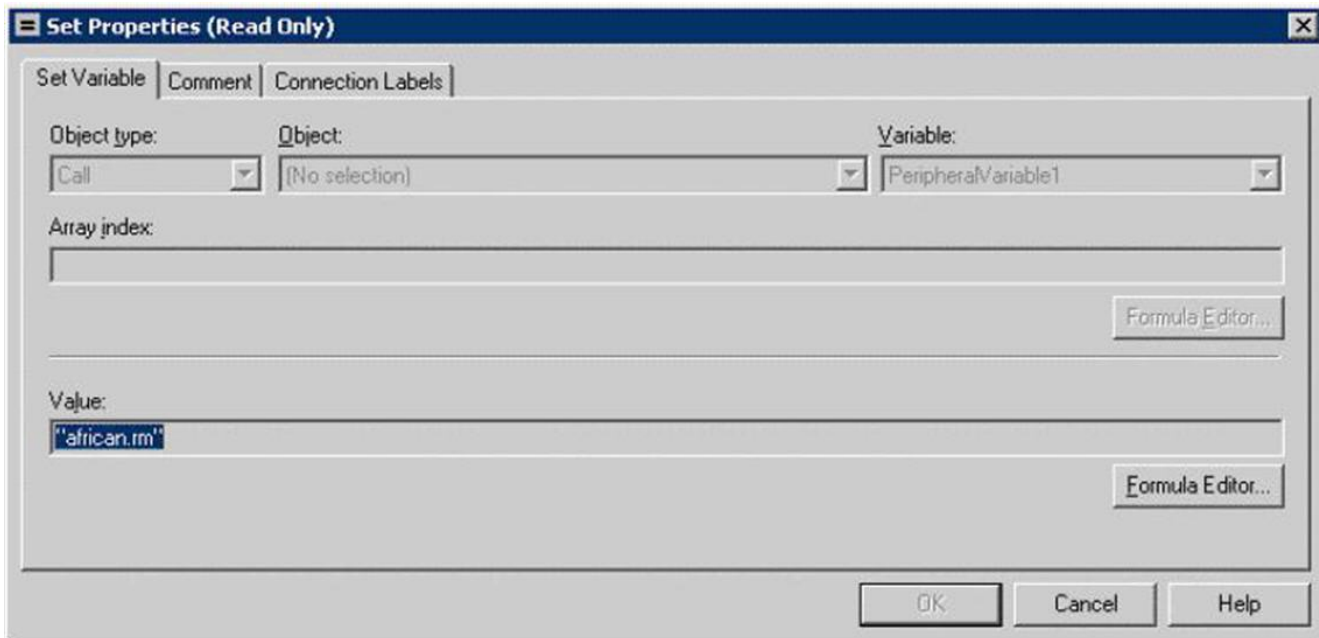 Set Properties (Read Only)
Set Variable Comment Connection Labels
Object type: Object: Variable:
Call (No selection) PeripheralVariable1
Array index:
Formula Editor...
Value:
"african.rm"
Formula Editor...
OK Cancel Help